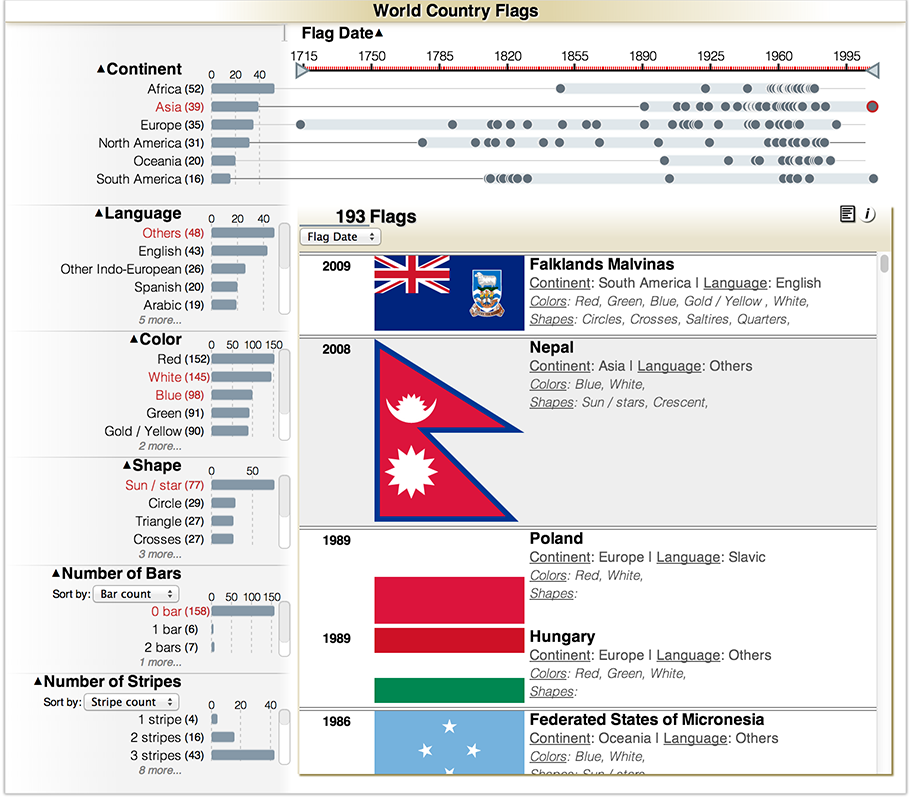 World Country Flags
Flag Date▲
1715 1750 1785 1820 1855 1890 1925 1960 1995
▲Continent
0 20 40
Africa (52)
Asia (39)
Europe (35)
North America (31)
Oceania (20)
South America (16)
▲Language
0 20 40
Others (48)
English (43)
Other Indo-European (26)
Spanish (20)
Arabic (19)
5 more...
▲Color
0 50 100 150
Red (152)
White (145)
Blue (98)
Green (91)
Gold / Yellow (90)
2 more...
▲Shape
0 50
Sun / star (77)
Circle (29)
Triangle (27)
Crosses (27)
3 more...
▲Number of Bars
Sort by: Bar count
0 50 100 150
0 bar (158)
1 bar (6)
2 bars (7)
1 more...
▲Number of Stripes
Sort by: Stripe count
0 20 40
1 stripe (4)
2 stripes (16)
3 stripes (43)
8 more...
193 Flags
i
Flag Date
2009
Falklands Malvinas
Continent: South America | Language: English
Colors: Red, Green, Blue, Gold / Yellow , White,
Shapes: Circles, Crosses, Saltires, Quarters,
2008
Nepal
Continent: Asia | Language: Others
Colors: Blue, White,
Shapes: Sun / stars, Crescent,
1989
Poland
Continent: Europe | Language: Slavic
Colors: Red, White,
Shapes:
1989
Hungary
Continent: Europe | Language: Others
Colors: Red, Green, White,
Shapes:
1986
Federated States of Micronesia
Continent: Oceania | Language: Others
Colors: Blue, White,
Shapes: Sun / stars